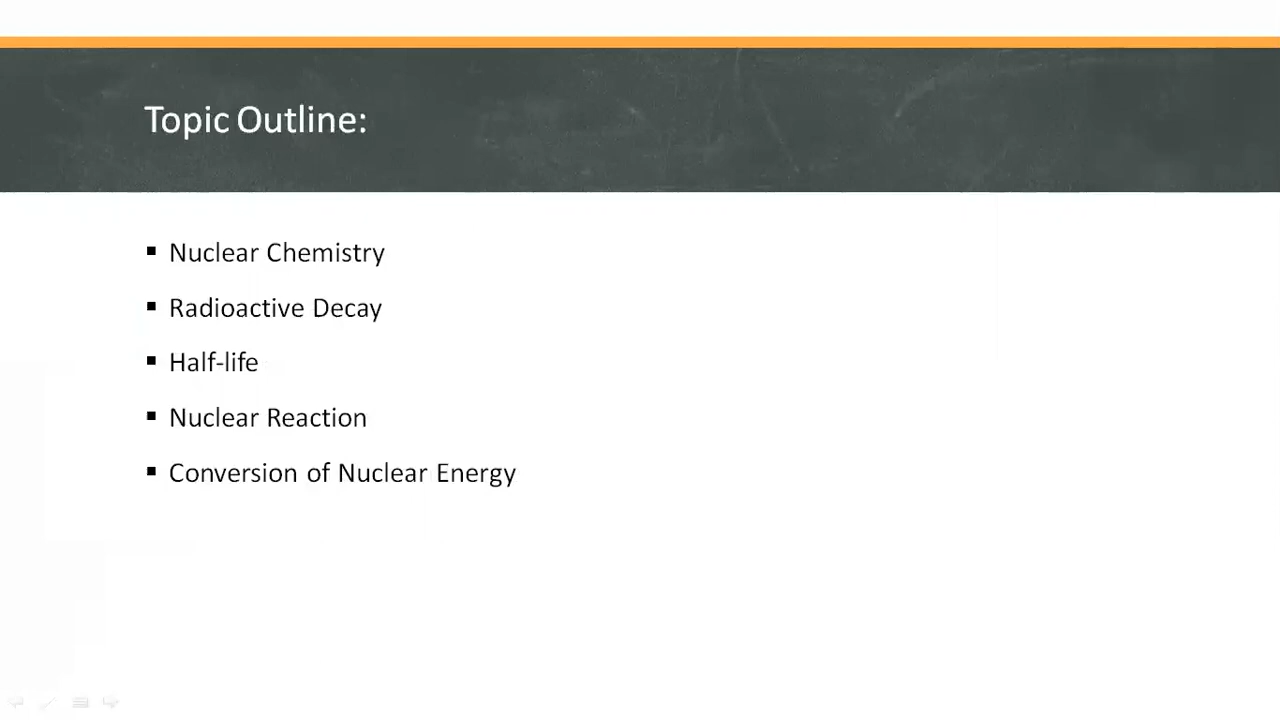 Topic Outline:
▪ Nuclear Chemistry
▪ Radioactive Decay
▪ Half-life
▪ Nuclear Reaction
▪ Conversion of Nuclear Energy